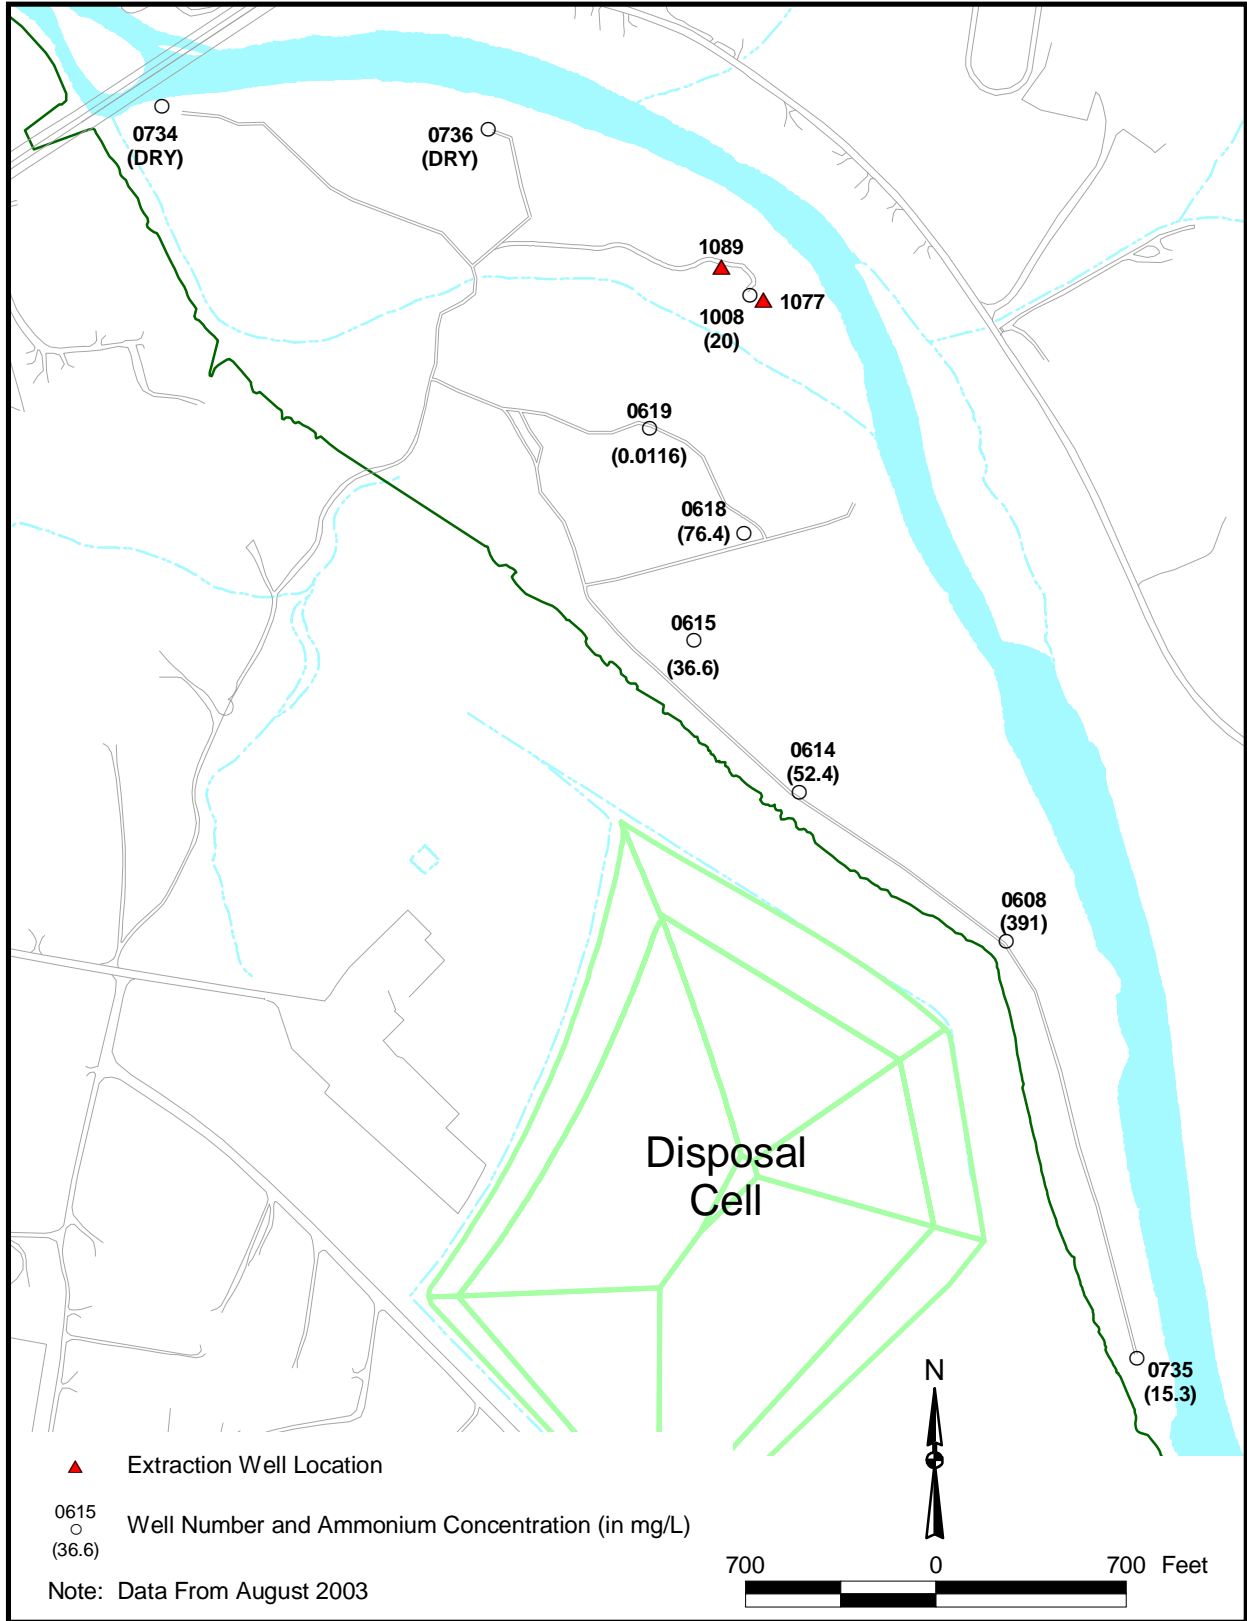 0734
(DRY)
0736
(DRY)
1089
1077
1008
(20)
0619
(0.0116)
0618
(76.4)
0615
(36.6)
0614
(52.4)
0608
(391)
Disposal
Cell
0735
(15.3)
N
Extraction Well Location
0615
(36.6)
Well Number and Ammonium Concentration (in mg/L)
Note: Data From August 2003
700 0 700 Feet